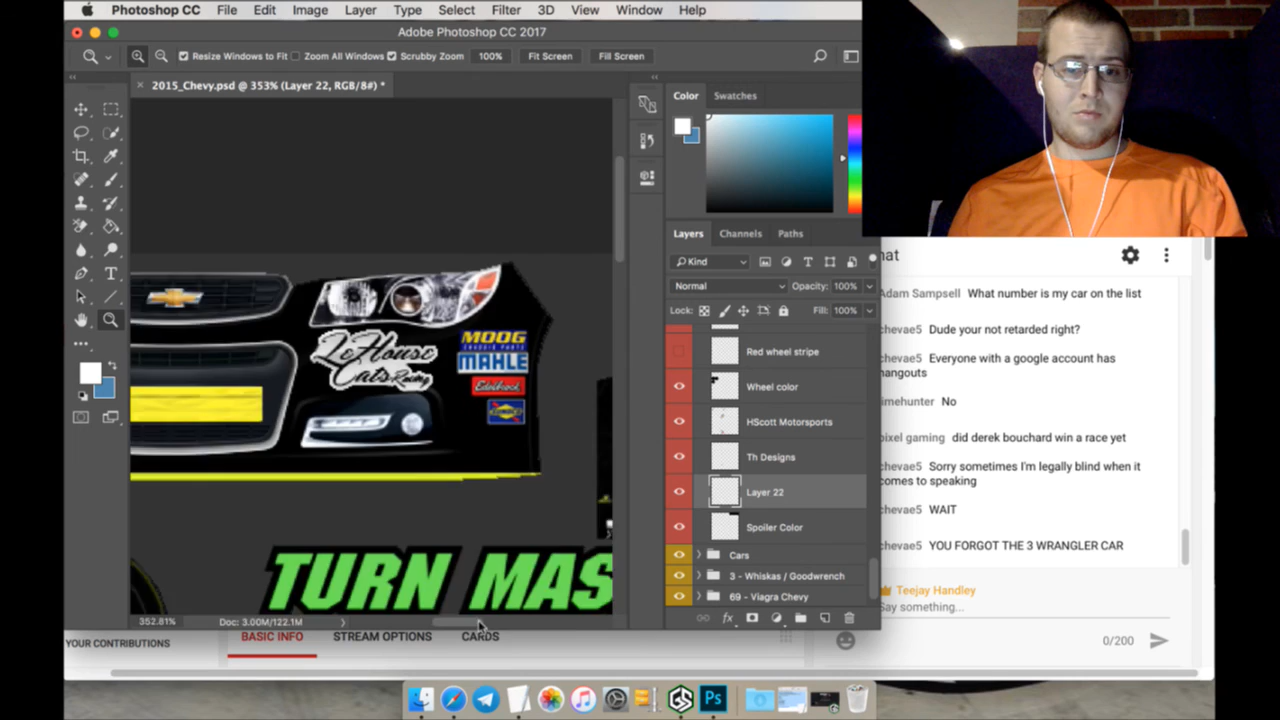 Photoshop CC File Edit Image Layer Type Select Filter 3D View Window Help
Adobe Photoshop CC 2017
Resize Windows to Fit Zoom All Windows Scrubby Zoom 100% Fit Screen Fill Screen
2015_Chevy.psd @ 353% (Layer 22, RGB/8#) *
Color Swatches
Layers Channels Paths
Kind
Normal Opacity: 100%
Lock: Fill: 100%
Red wheel stripe
Wheel color
HScott Motorsports
Th Designs
Layer 22
Spoiler Color
Cars
3 - Whiskas / Goodwrench
69 - Viagra Chevy
LeHouse
Cats Racing
MOOG
MAHLE
Edelbrock
SUNOCO
TURN MAS
352.81% Doc: 3.00M/122.1M
YOUR CONTRIBUTIONS
BASIC INFO STREAM OPTIONS CARDS
hat
Adam Sampsell What number is my car on the list
chevae5 Dude your not retarded right?
chevae5 Everyone with a google account has
hangouts
imehunter No
pixel gaming did derek bouchard win a race yet
chevae5 Sorry sometimes I'm legally blind when it
comes to speaking
chevae5 WAIT
chevae5 YOU FORGOT THE 3 WRANGLER CAR
Teejay Handley
Say something...
0/200
Ps